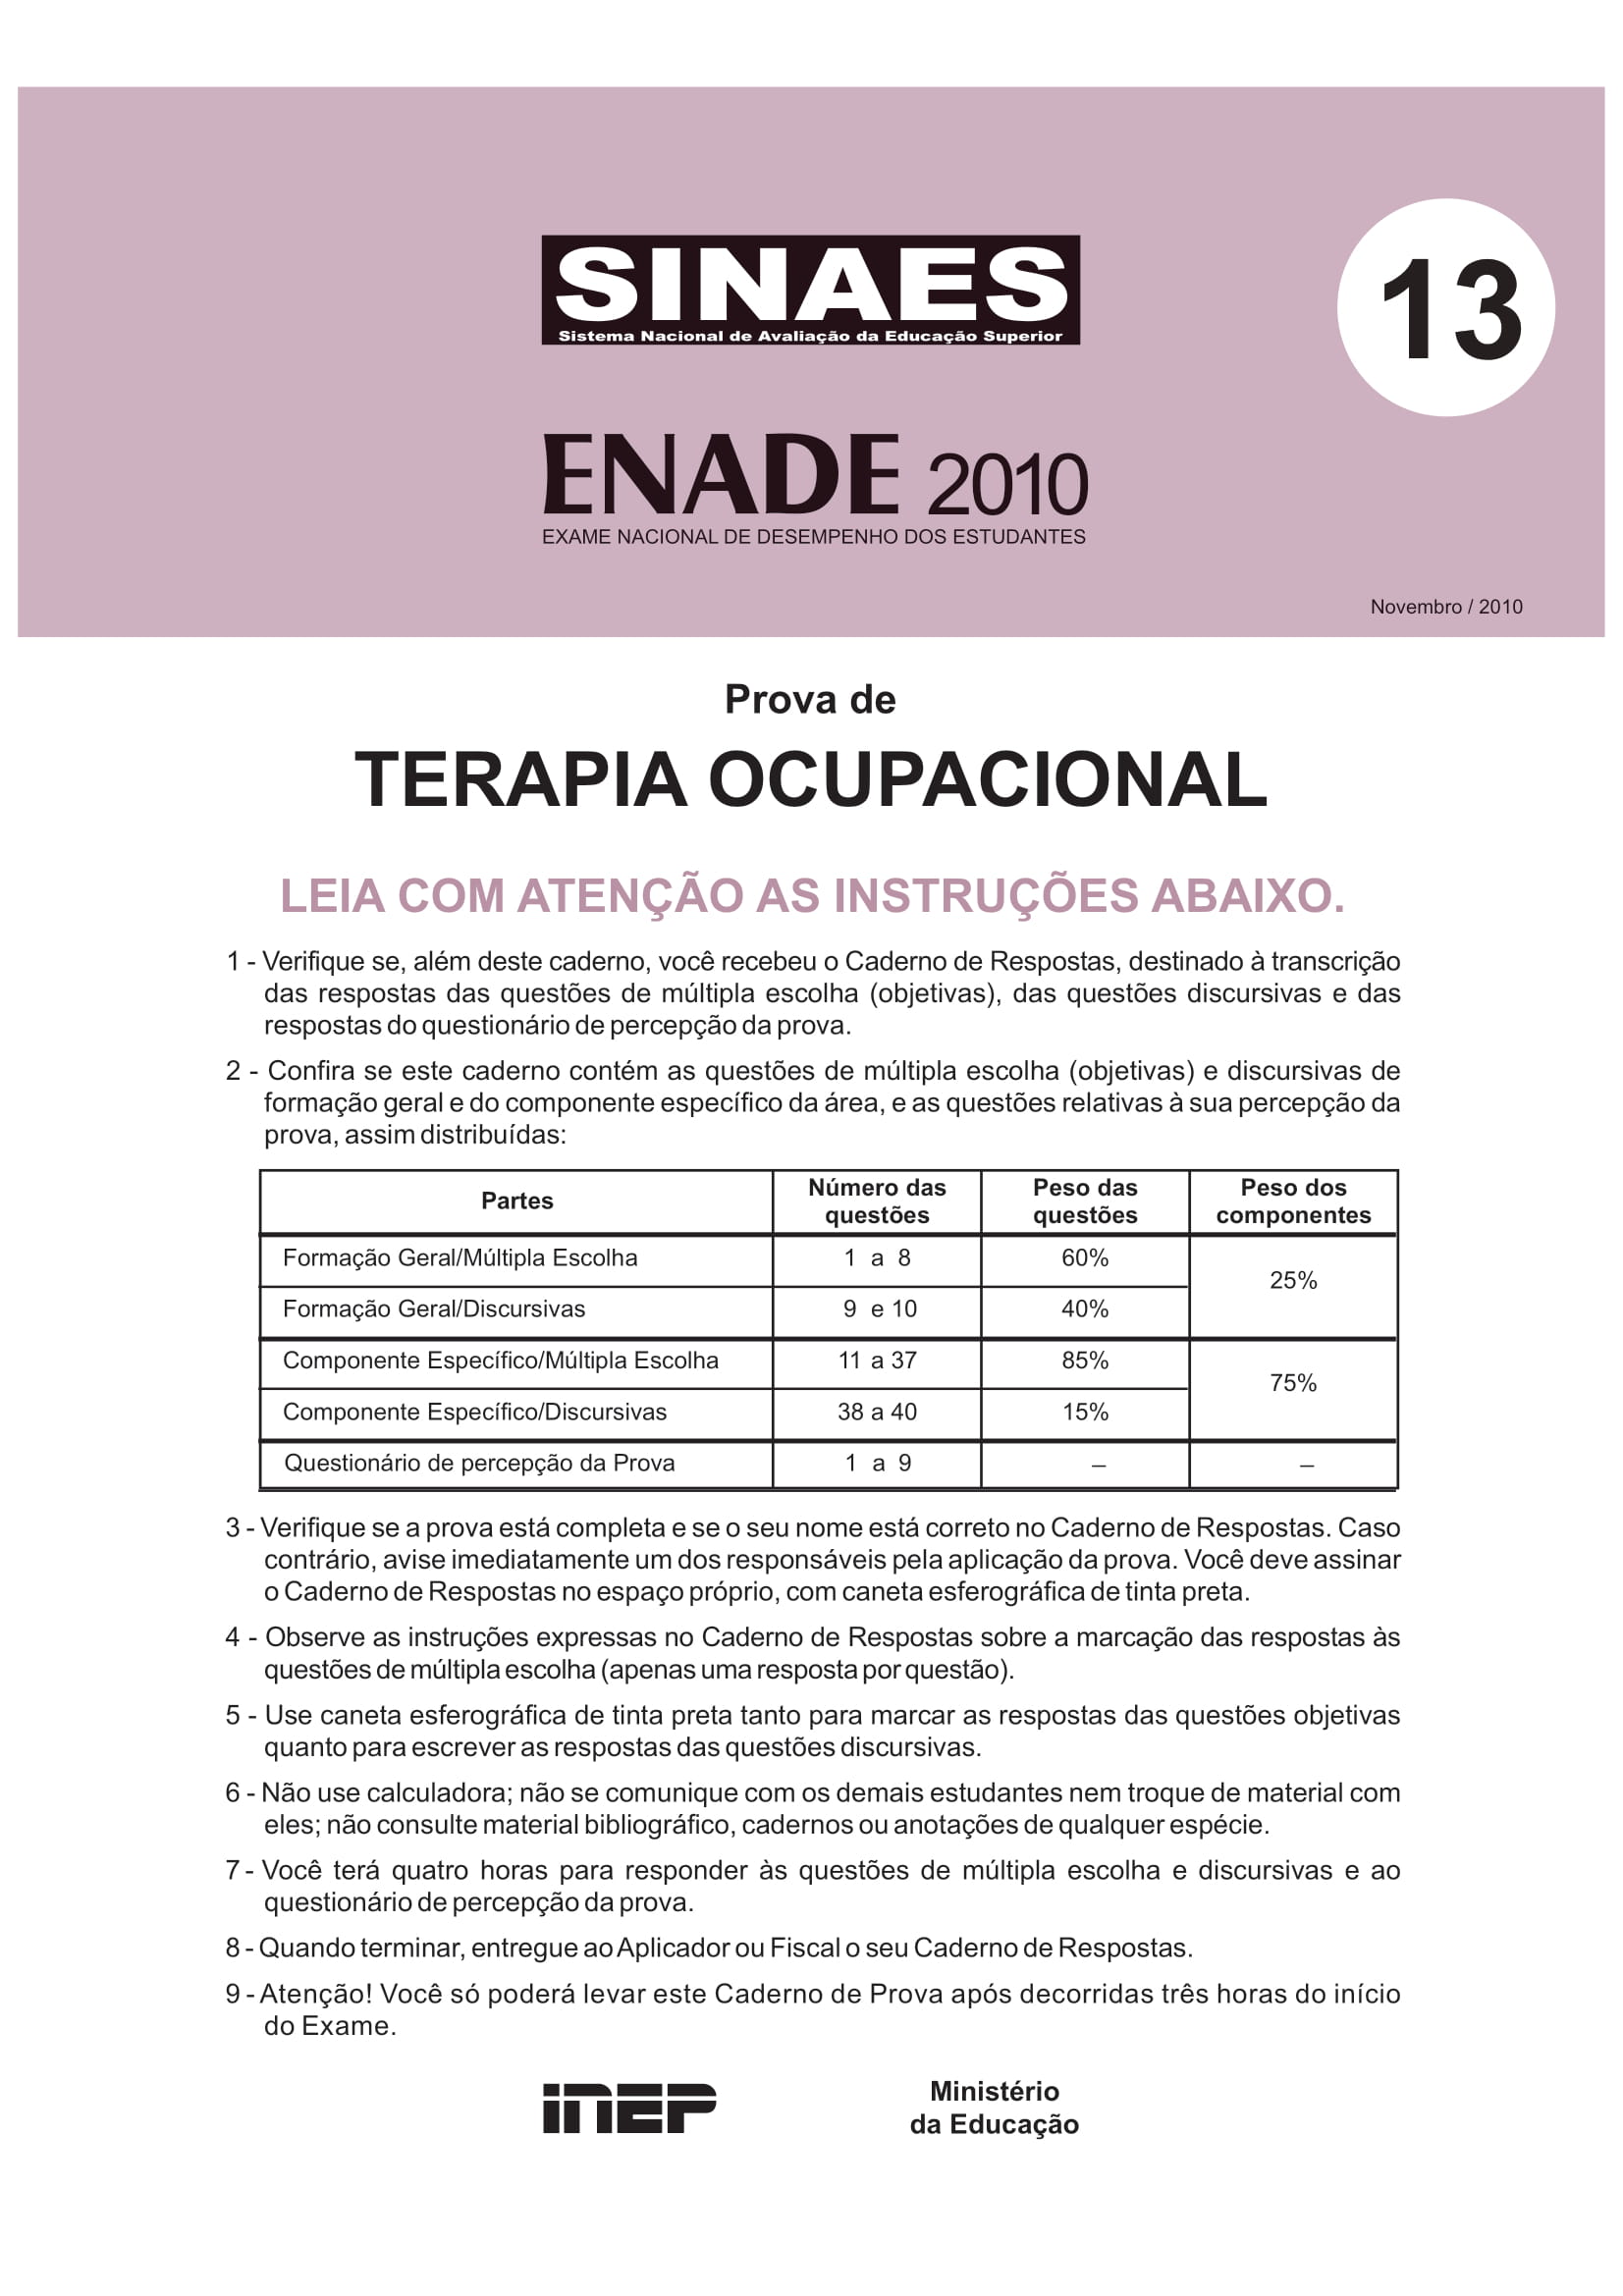 SINAES
Sistema Nacional de Avaliação da Educação Superior
13
ENADE 2010
EXAME NACIONAL DE DESEMPENHO DOS ESTUDANTES
Novembro / 2010
Prova de
TERAPIA OCUPACIONAL
LEIA COM ATENÇÃO AS INSTRUÇÕES ABAIXO.
1 - Verifique se, além deste caderno, você recebeu o Caderno de Respostas, destinado à transcrição
das respostas das questões de múltipla escolha (objetivas), das questões discursivas e das
respostas do questionário de percepção da prova.
2 - Confira se este caderno contém as questões de múltipla escolha (objetivas) e discursivas de
formação geral e do componente específico da área, e as questões relativas à sua percepção da
prova, assim distribuídas:
Partes Número das questões Peso das questões Peso dos componentes
Formação Geral/Múltipla Escolha 1 a 8 60% 25%
Formação Geral/Discursivas 9 e 10 40%
Componente Específico/Múltipla Escolha 11 a 37 85% 75%
Componente Específico/Discursivas 38 a 40 15%
Questionário de percepção da Prova 1 a 9 – –
3 - Verifique se a prova está completa e se o seu nome está correto no Caderno de Respostas. Caso
contrário, avise imediatamente um dos responsáveis pela aplicação da prova. Você deve assinar
o Caderno de Respostas no espaço próprio, com caneta esferográfica de tinta preta.
4 - Observe as instruções expressas no Caderno de Respostas sobre a marcação das respostas às
questões de múltipla escolha (apenas uma resposta por questão).
5 - Use caneta esferográfica de tinta preta tanto para marcar as respostas das questões objetivas
quanto para escrever as respostas das questões discursivas.
6 - Não use calculadora; não se comunique com os demais estudantes nem troque de material com
eles; não consulte material bibliográfico, cadernos ou anotações de qualquer espécie.
7 - Você terá quatro horas para responder às questões de múltipla escolha e discursivas e ao
questionário de percepção da prova.
8 - Quando terminar, entregue ao Aplicador ou Fiscal o seu Caderno de Respostas.
9 - Atenção! Você só poderá levar este Caderno de Prova após decorridas três horas do início
do Exame.
inEP
Ministério
da Educação